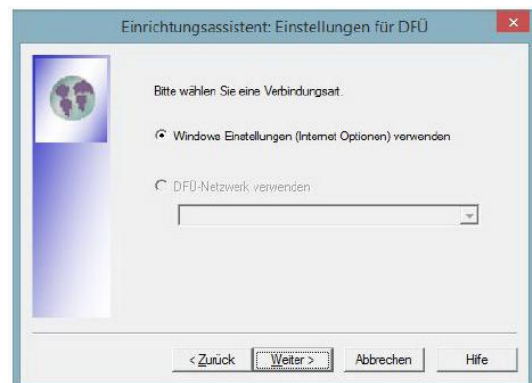 Einrichtungsassistent: Einstellungen für DFÜ
Bitte wählen Sie eine Verbindungsart.
Windows Einstellungen (Internet Optionen) verwenden
DFÜ-Netzwerk verwenden
< Zurück Weiter > Abbrechen Hilfe